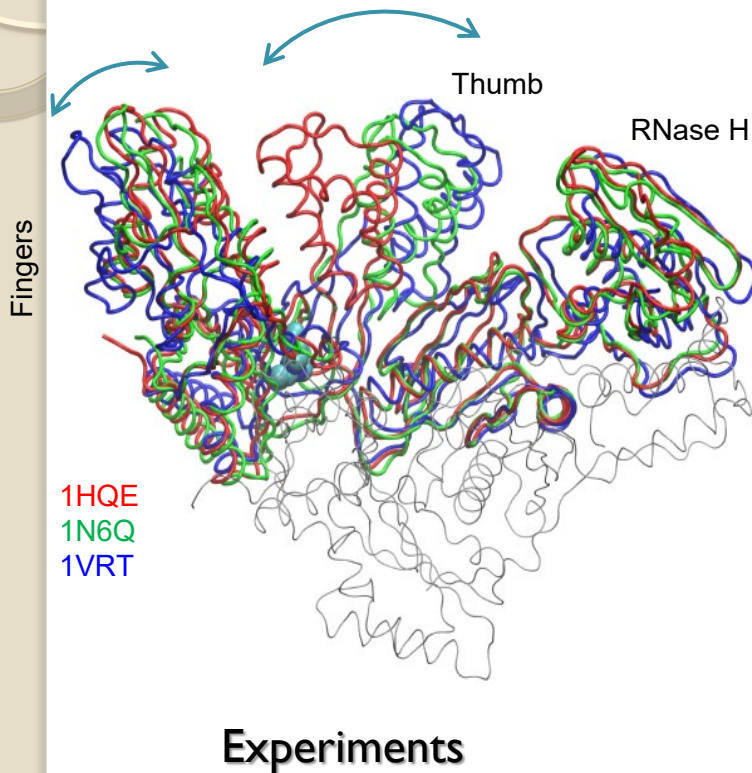 Thumb
RNase H
Fingers
1HQE
1N6Q
1VRT
Experiments